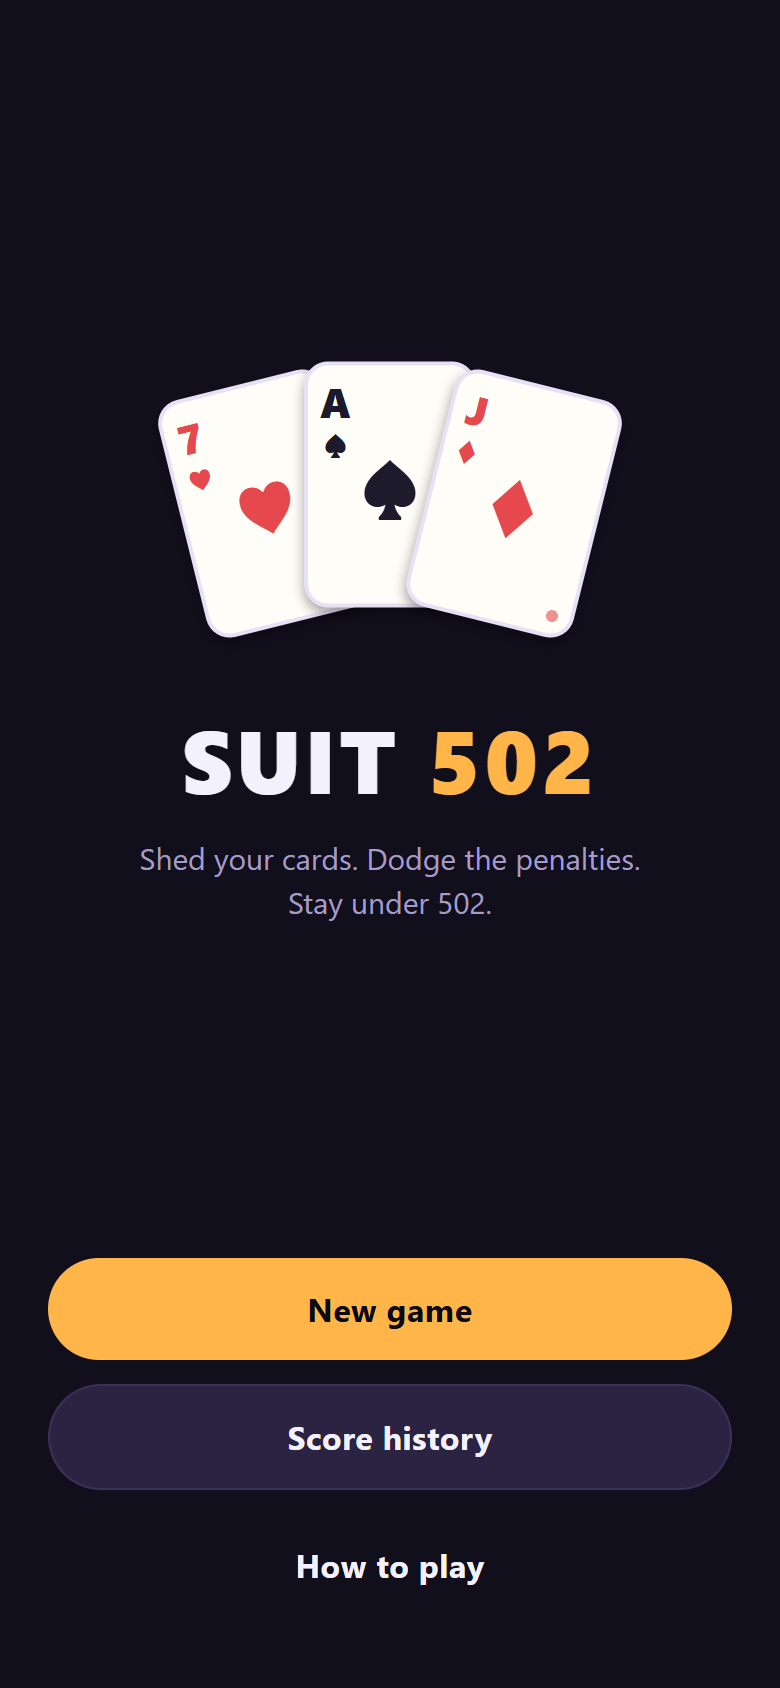 7
A
J
SUIT 502
Shed your cards. Dodge the penalties.
Stay under 502.
New game
Score history
How to play